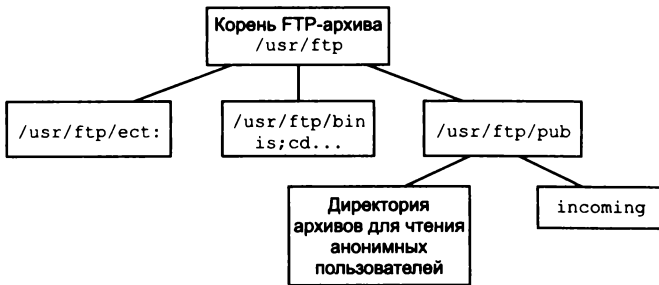 Корень FTP-архива
/usr/ftp
/usr/ftp/ect:
/usr/ftp/bin
is;cd...
/usr/ftp/pub
Директория
архивов для чтения
анонимных
пользователей
incoming